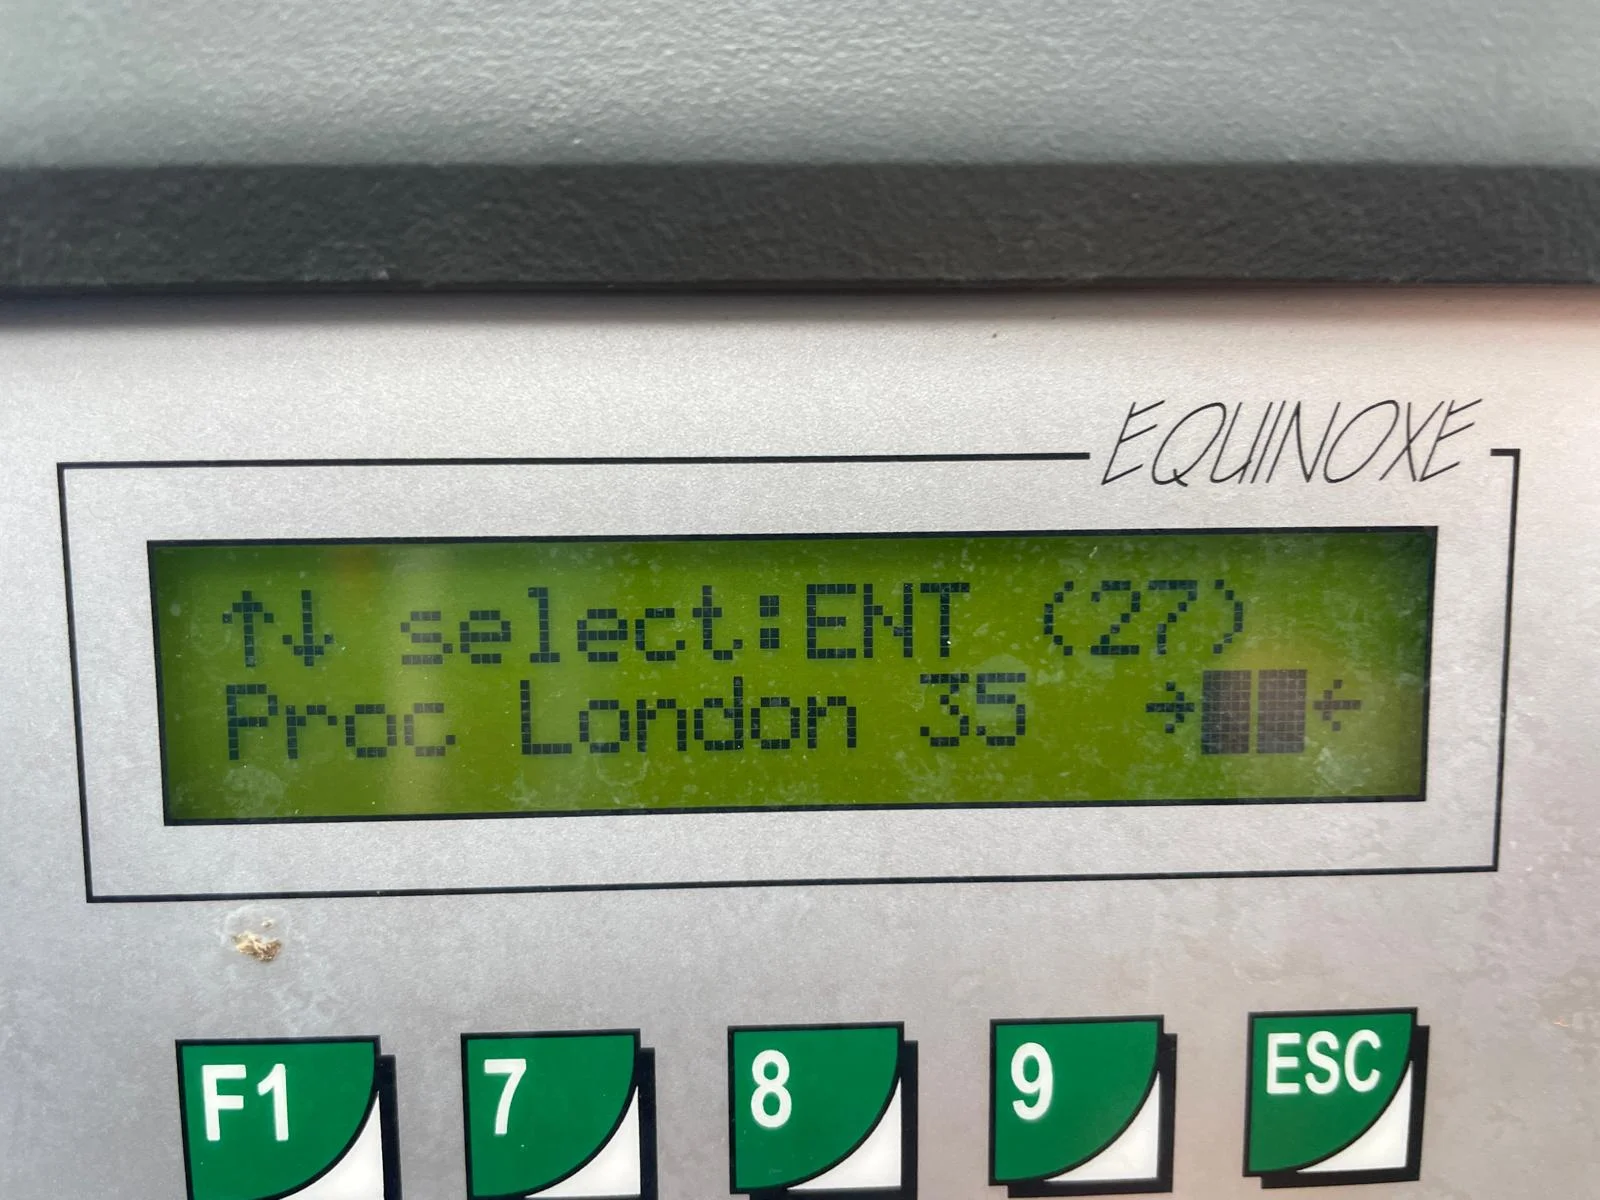 EQUINOXE
↑↓ select:ENT (27)
Proc London 35 →██←
F1 7 8 9 ESC